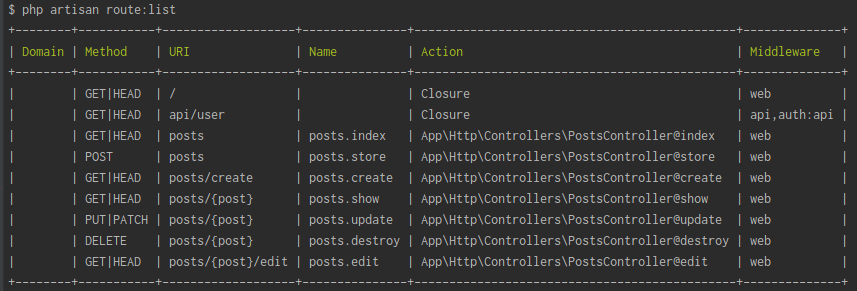 $ php artisan route:list
+--------+-----------+-------------------+---------------+----------------------------------------------+--------------+
| Domain | Method    | URI               | Name          | Action                                       | Middleware   |
+--------+-----------+-------------------+---------------+----------------------------------------------+--------------+
|        | GET|HEAD  | /                 |               | Closure                                      | web          |
|        | GET|HEAD  | api/user          |               | Closure                                      | api,auth:api |
|        | GET|HEAD  | posts             | posts.index   | App\Http\Controllers\PostsController@index   | web          |
|        | POST      | posts             | posts.store   | App\Http\Controllers\PostsController@store   | web          |
|        | GET|HEAD  | posts/create      | posts.create  | App\Http\Controllers\PostsController@create  | web          |
|        | GET|HEAD  | posts/{post}      | posts.show    | App\Http\Controllers\PostsController@show    | web          |
|        | PUT|PATCH | posts/{post}      | posts.update  | App\Http\Controllers\PostsController@update  | web          |
|        | DELETE    | posts/{post}      | posts.destroy | App\Http\Controllers\PostsController@destroy | web          |
|        | GET|HEAD  | posts/{post}/edit | posts.edit    | App\Http\Controllers\PostsController@edit    | web          |
+--------+-----------+-------------------+---------------+----------------------------------------------+--------------+